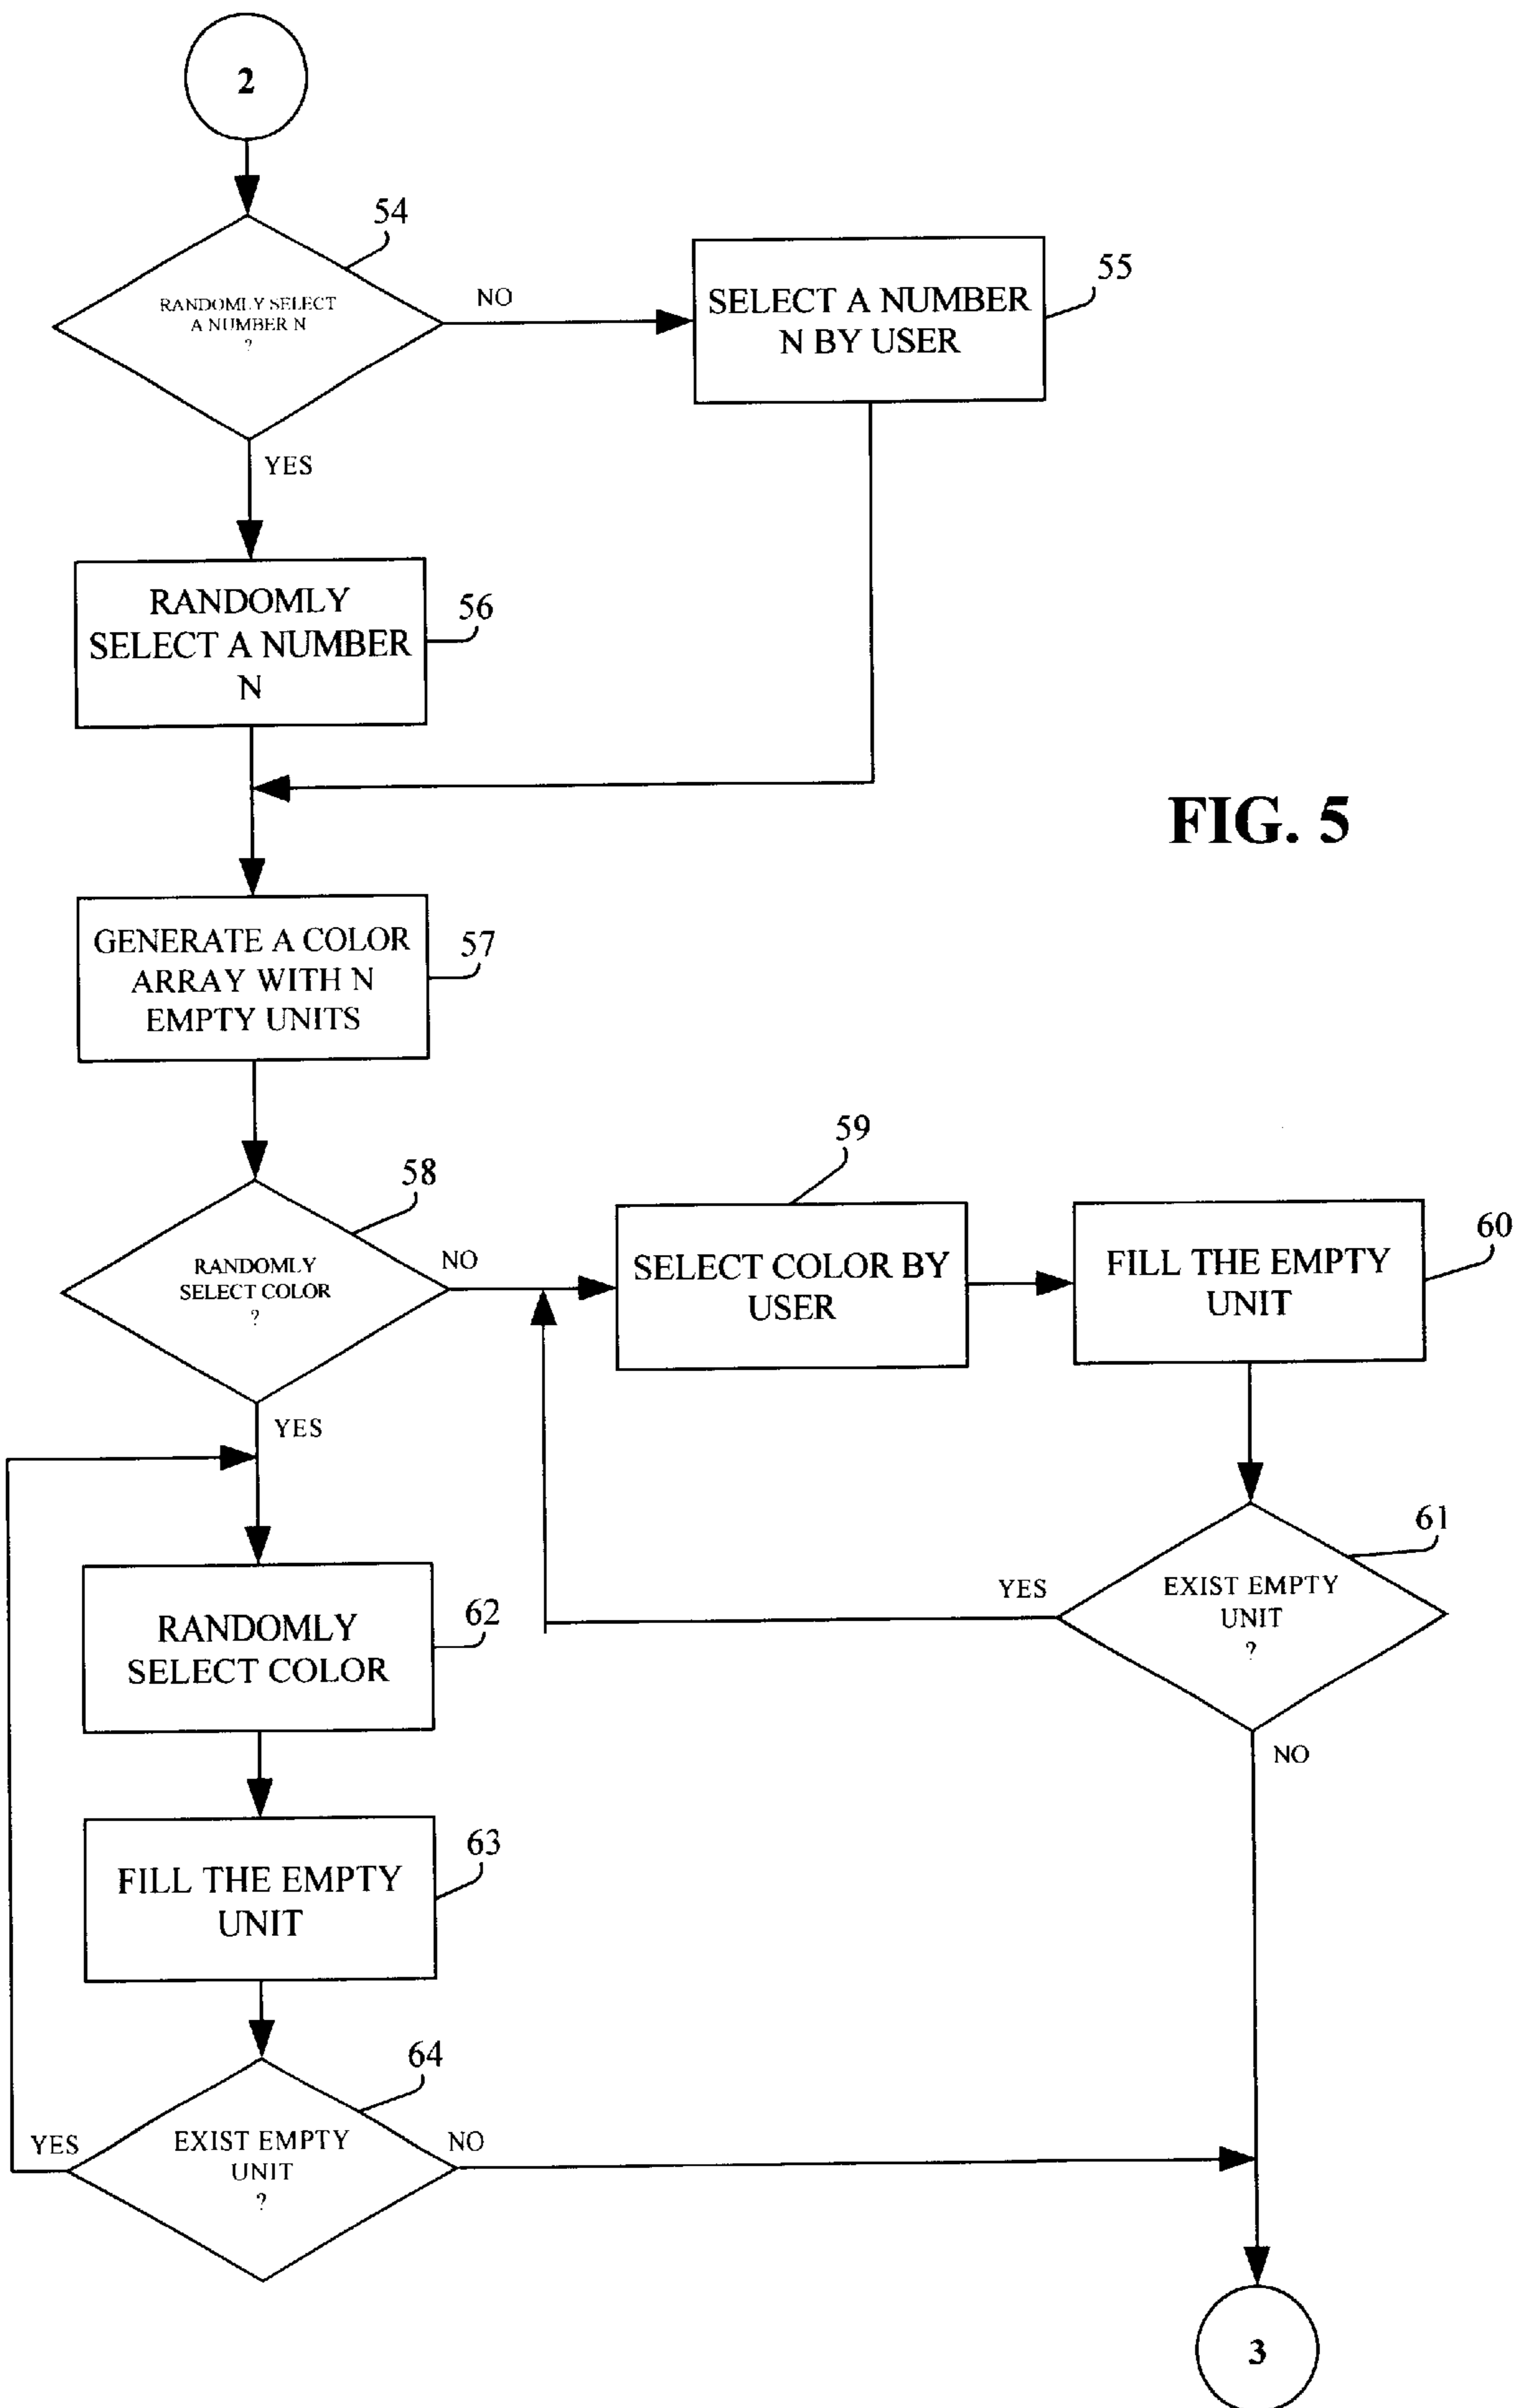 2
54
RANDOMLY SELECT
A NUMBER N
?
NO
SELECT A NUMBER
N BY USER
55
YES
RANDOMLY
SELECT A NUMBER
N
56
FIG. 5
GENERATE A COLOR
ARRAY WITH N
EMPTY UNITS
57
58
RANDOMLY
SELECT COLOR
?
NO
59
SELECT COLOR BY
USER
FILL THE EMPTY
UNIT
60
YES
61
EXIST EMPTY
UNIT
?
YES
NO
RANDOMLY
SELECT COLOR
62
FILL THE EMPTY
UNIT
63
64
EXIST EMPTY
UNIT
?
YES
NO
3